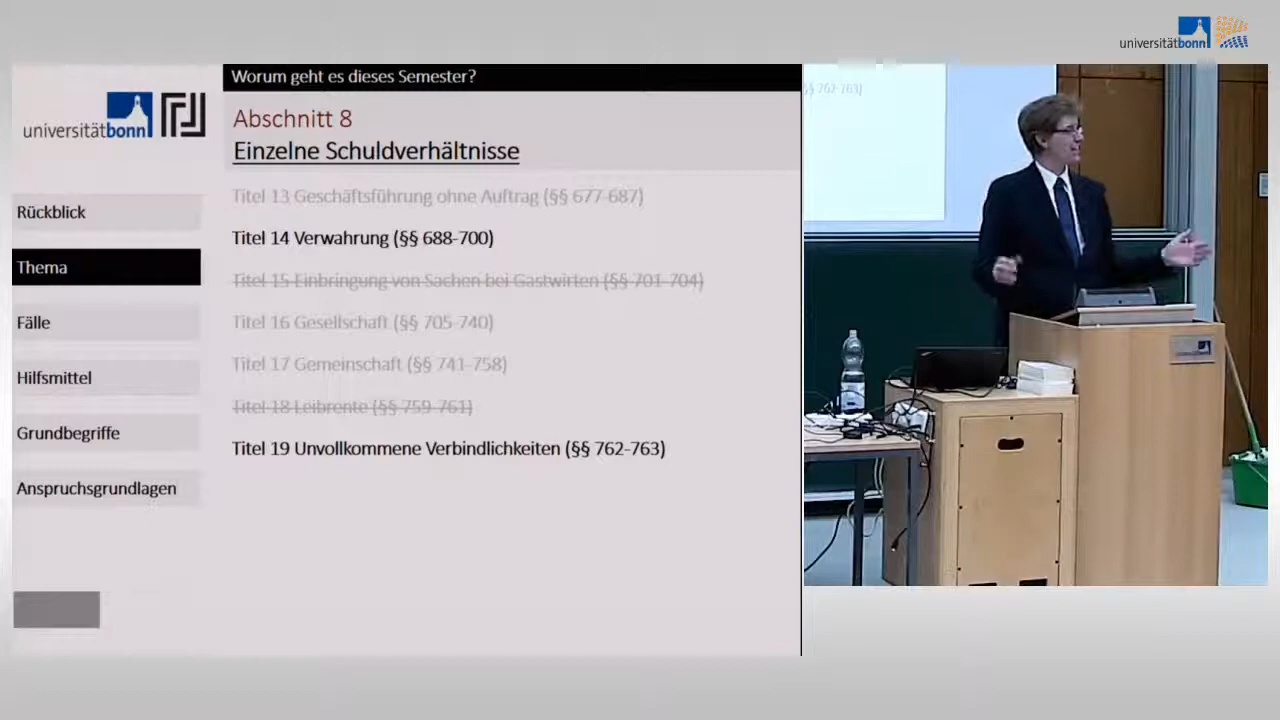 universitätbonn
Worum geht es dieses Semester?
universitätbonn
Abschnitt 8
Einzelne Schuldverhältnisse
Rückblick
Thema
Fälle
Hilfsmittel
Grundbegriffe
Anspruchsgrundlagen
Titel 13 Geschäftsführung ohne Auftrag (§§ 677-687)
Titel 14 Verwahrung (§§ 688-700)
Titel 15 Einbringung von Sachen bei Gastwirten (§§ 701-704)
Titel 16 Gesellschaft (§§ 705-740)
Titel 17 Gemeinschaft (§§ 741-758)
Titel 18 Leibrente (§§ 759-761)
Titel 19 Unvollkommene Verbindlichkeiten (§§ 762-763)
§ 762-763)